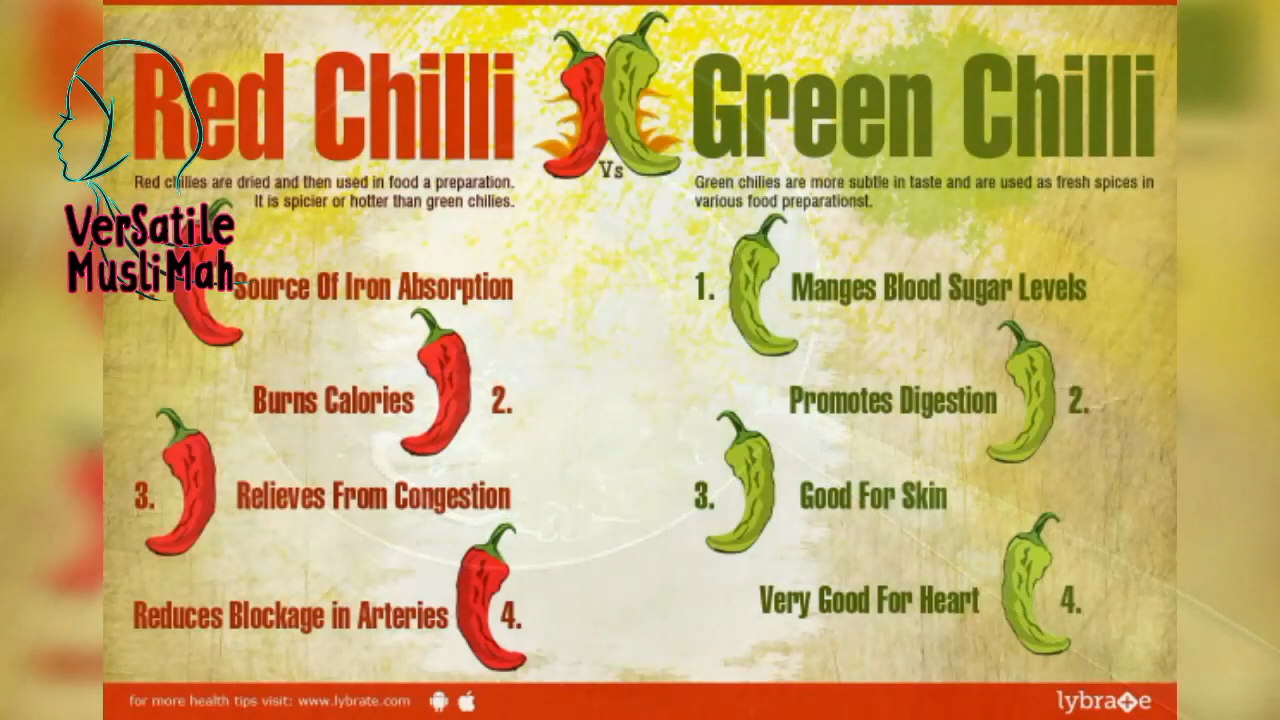 Red Chilli
Vs
Green Chilli
Red chilies are dried and then used in food a preparation.
It is spicier or hotter than green chilies.
Green chilies are more subtle in taste and are used as fresh spices in
various food preparationst.
VerSatile
MusliMah
Source Of Iron Absorption
Burns Calories 2.
3. Relieves From Congestion
Reduces Blockage in Arteries 4.
1. Manges Blood Sugar Levels
Promotes Digestion 2.
3. Good For Skin
Very Good For Heart 4.
for more health tips visit: www.lybrate.com
lybrate